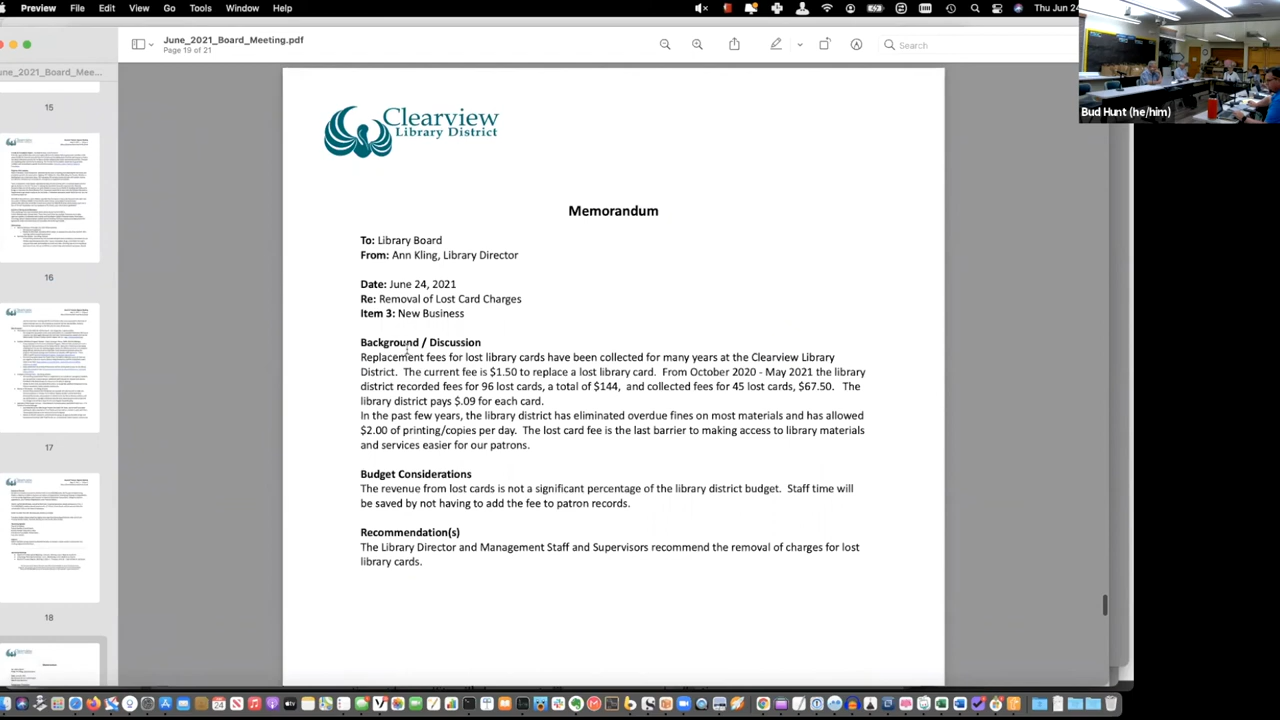 Preview File Edit View Go Tools Window Help
Thu Jun 24
June_2021_Board_Meeting.pdf
Page 19 of 21
Search
une_2021_Board_Mee...
15
16
17
18
Bud Hunt (he/him)
Clearview
Library District
Memorandum
To: Library Board
From: Ann Kling, Library Director
Date: June 24, 2021
Re: Removal of Lost Card Charges
Item 3: New Business
Background / Discussion
Replacement fees for lost library cards have been collected for many years at the Clearview Library
District. The current fee is $1.50 to replace a lost library card. From October 2020 - May 2021 the library
district recorded fees for 96 lost cards, a total of $144, and collected fees for 45 lost cards, $67.50. The
library district pays $.09 for each card.
In the past few years, the library district has eliminated overdue fines on most materials and has allowed
$2.00 of printing/copies per day. The lost card fee is the last barrier to making access to library materials
and services easier for our patrons.
Budget Considerations
The revenue from lost cards is not a significant percentage of the library district budget. Staff time will
be saved by not having to add the fee to patron records.
Recommendation(s)
The Library Director and Management Staff and Supervisors recommend the removal of charges for lost
library cards.